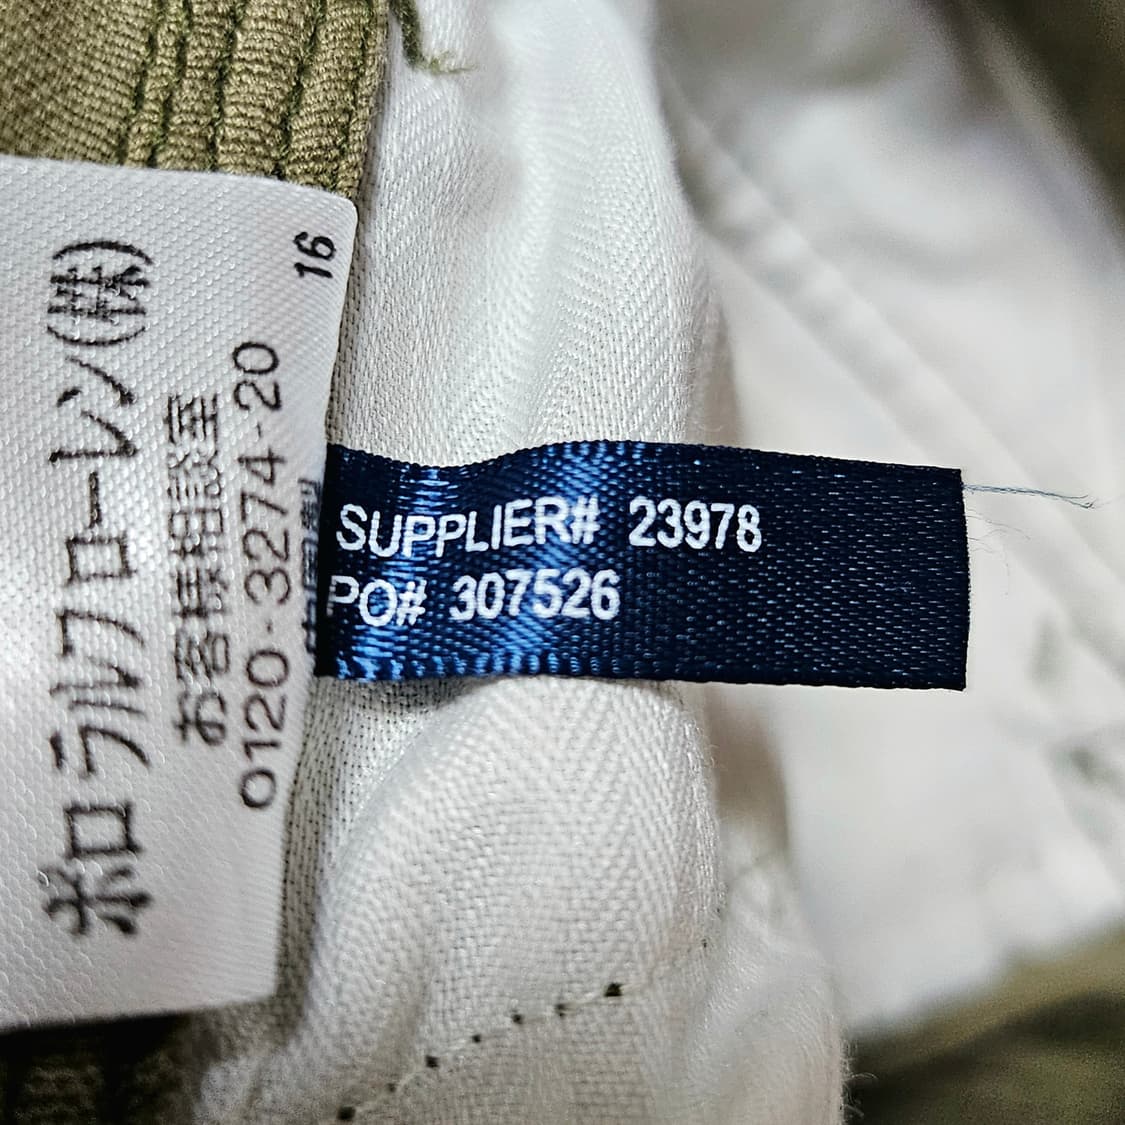 ポロ ラルフ ローレン(株)
お客様相談室
0120-3274-20
16
SUPPLIER# 23978
PO# 307526